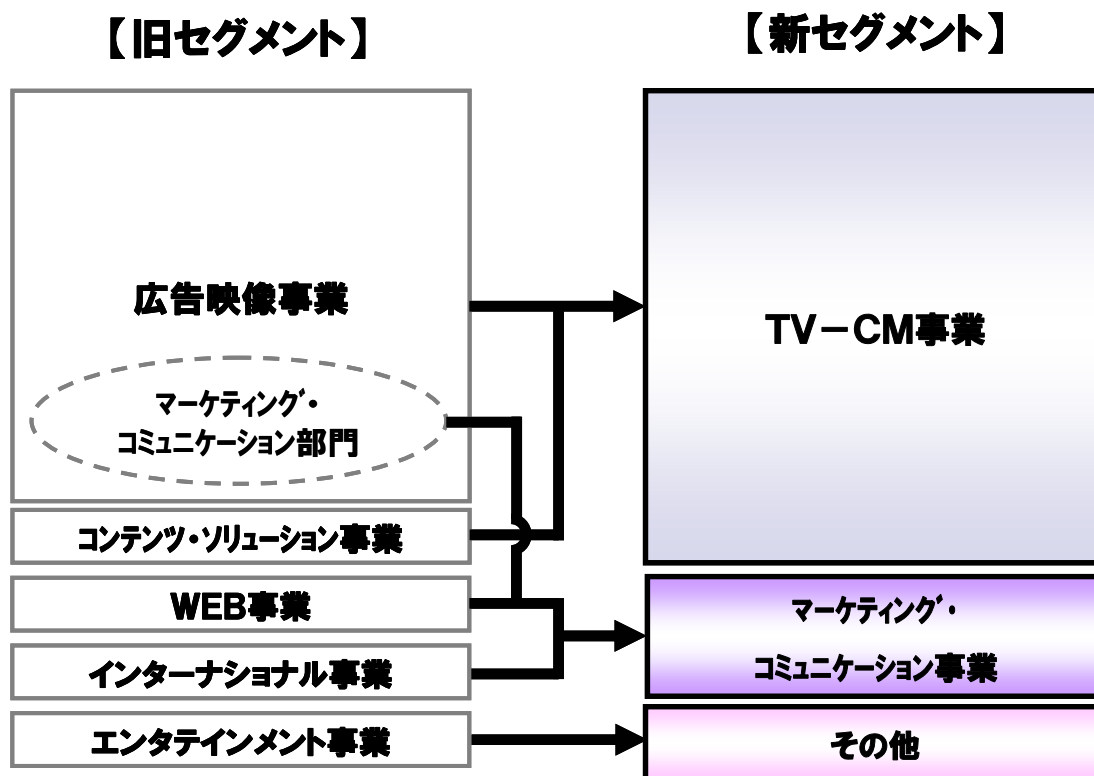 【旧セグメント】
【新セグメント】
広告映像事業
マーケティング・
コミュニケーション部門
コンテンツ・ソリューション事業
WEB事業
インターナショナル事業
エンタテインメント事業
TV－CM事業
マーケティング・
コミュニケーション事業
その他